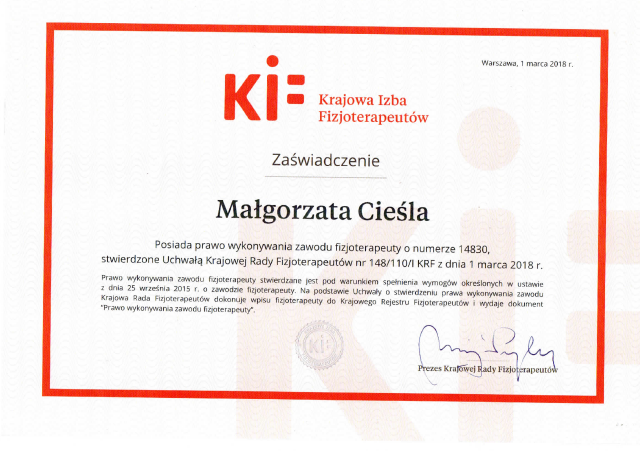 Warszawa, 1 marca 2018 r.
KiF
Krajowa Izba
Fizjoterapeutów
Zaświadczenie
Małgorzata Cieśla
Posiada prawo wykonywania zawodu fizjoterapeuty o numerze 14830,
stwierdzone Uchwałą Krajowej Rady Fizjoterapeutów nr 148/110/I KRF z dnia 1 marca 2018 r.
Prawo wykonywania zawodu fizjoterapeuty stwierdzane jest pod warunkiem spełnienia wymogów określonych w ustawie
z dnia 25 września 2015 r. o zawodzie fizjoterapeuty. Na podstawie Uchwały o stwierdzeniu prawa wykonywania zawodu
Krajowa Rada Fizjoterapeutów dokonuje wpisu fizjoterapeuty do Krajowego Rejestru Fizjoterapeutów i wydaje dokument
"Prawo wykonywania zawodu fizjoterapeuty".
KiF
Prezes Krajowej Rady Fizjoterapeutów